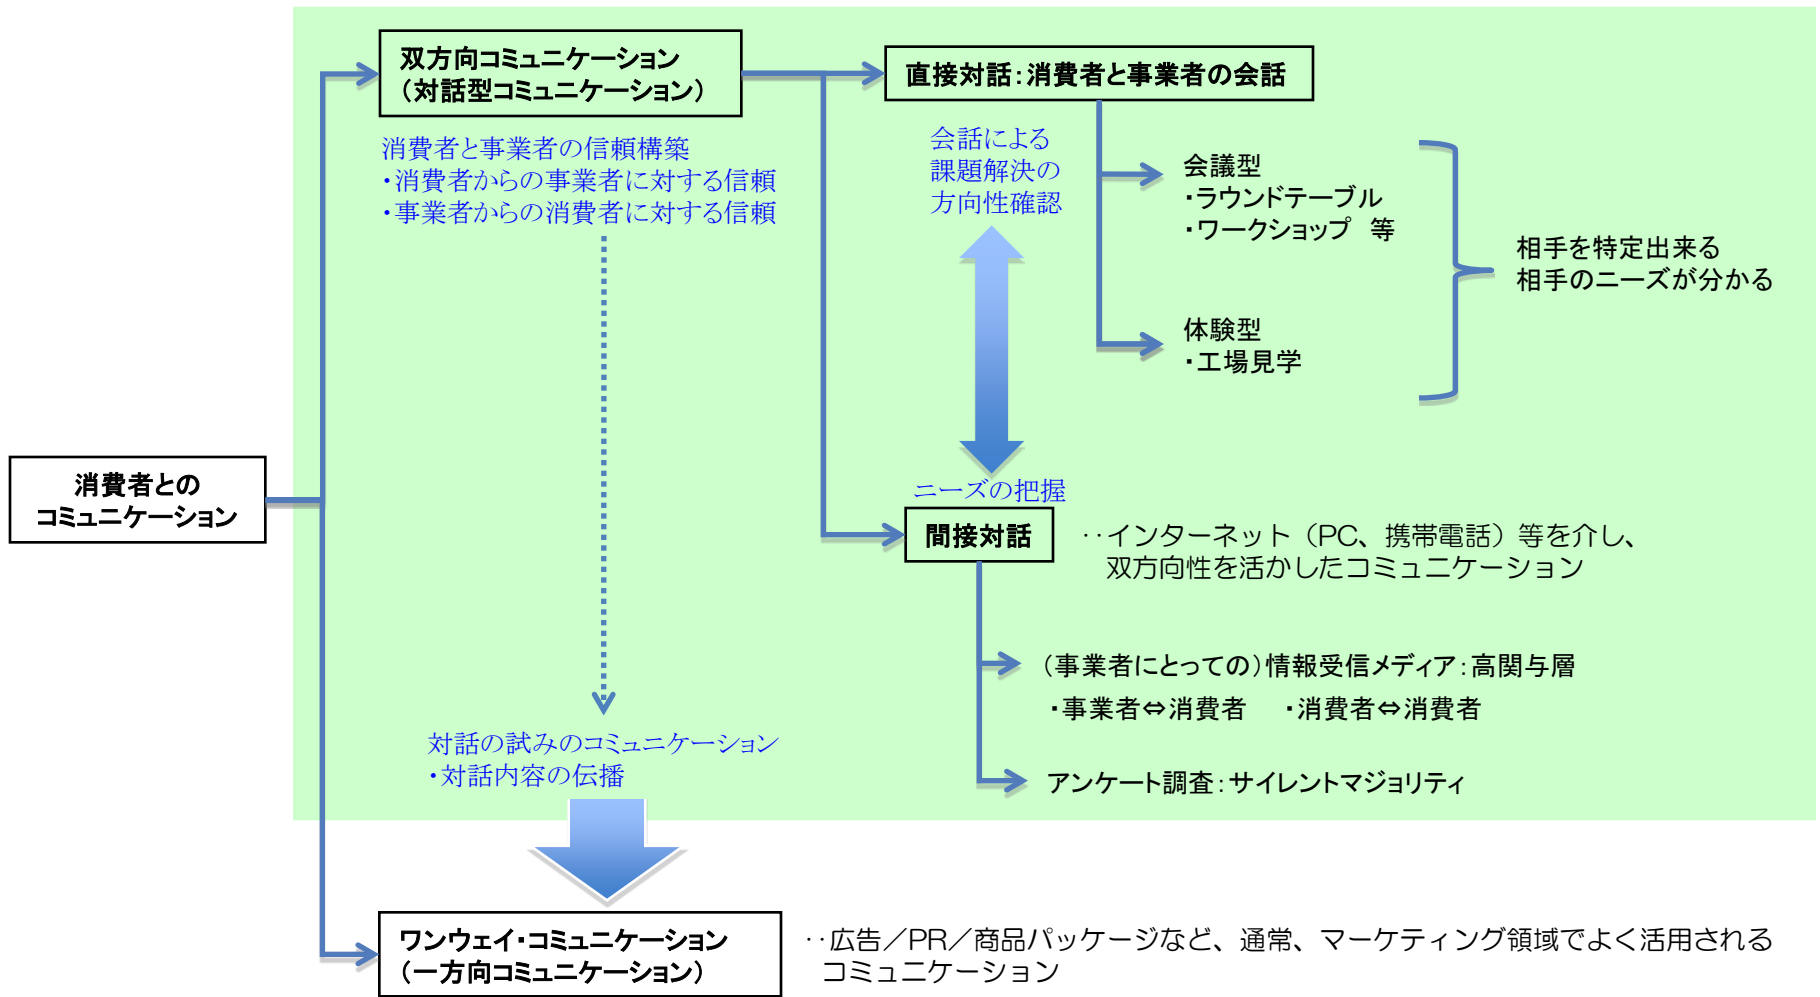 双方向コミュニケーション
（対話型コミュニケーション）
直接対話：消費者と事業者の会話
消費者と事業者の信頼構築
・消費者からの事業者に対する信頼
・事業者からの消費者に対する信頼
会話による
課題解決の
方向性確認
会議型
・ラウンドテーブル
・ワークショップ　等
相手を特定出来る
相手のニーズが分かる
体験型
・工場見学
消費者との
コミュニケーション
ニーズの把握
間接対話
‥インターネット（PC、携帯電話）等を介し、
双方向性を活かしたコミュニケーション
（事業者にとっての）情報受信メディア：高関与層
・事業者⇔消費者　・消費者⇔消費者
対話の試みのコミュニケーション
・対話内容の伝播
アンケート調査：サイレントマジョリティ
ワンウェイ・コミュニケーション
（一方向コミュニケーション）
‥広告／PR／商品パッケージなど、通常、マーケティング領域でよく活用される
コミュニケーション